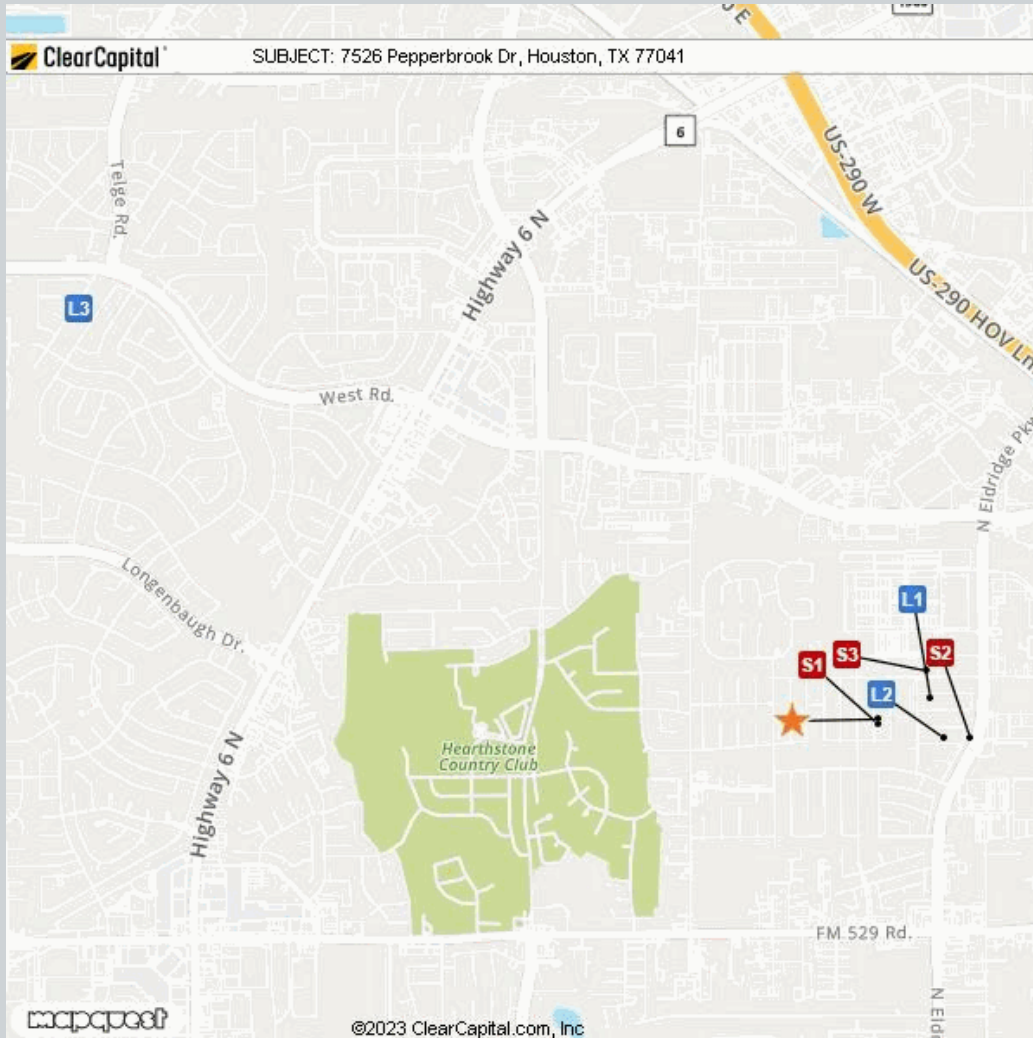 ClearCapital
SUBJECT: 7526 Pepperbrook Dr, Houston, TX 77041
6
US-290 W
Telge Rd.
Highway 6 N
US-290 HOV Ln
L3
West Rd.
N Eldridge Pkw
Longenbaugh Dr.
L1
S1
S3
S2
L2
Hearthstone
Country Club
Highway 6 N
FM 529 Rd.
mapquest
©2023 ClearCapital.com, Inc